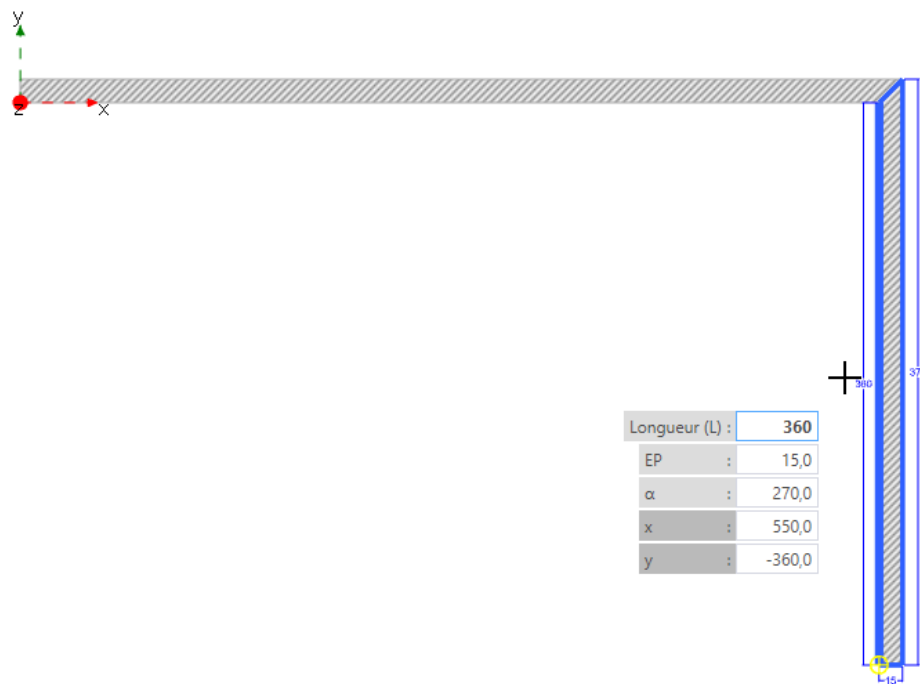 y
z
x
360
37
Longueur (L) : 360
EP : 15,0
α : 270,0
x : 550,0
y : -360,0
15